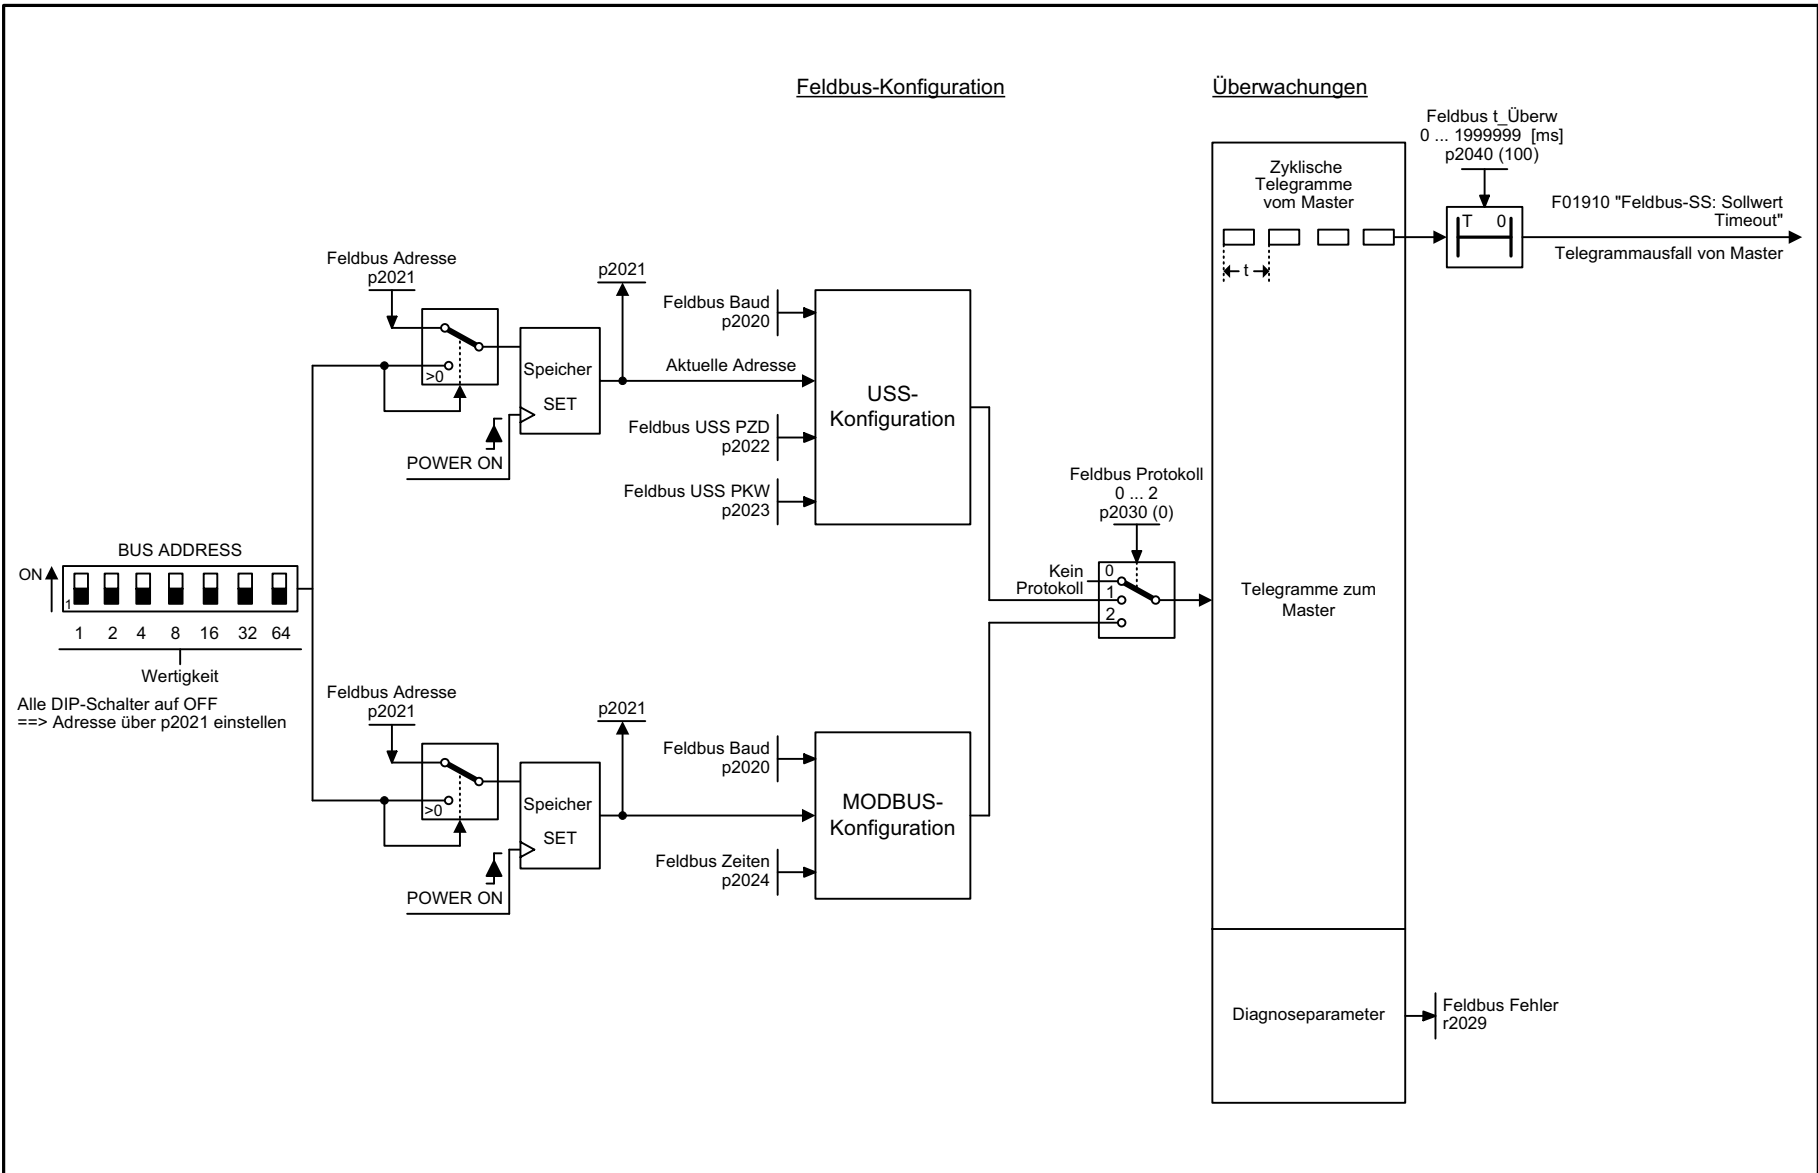 Feldbus-Konfiguration
Überwachungen
Feldbus t_Überw
0 ... 1999999 [ms]
p2040 (100)
Zyklische
Telegramme
vom Master
T 0
F01910 "Feldbus-SS: Sollwert
Timeout"
Telegrammausfall von Master
t
Feldbus Adresse
p2021
>0
Speicher
SET
POWER ON
p2021
Feldbus Baud
p2020
Aktuelle Adresse
Feldbus USS PZD
p2022
Feldbus USS PKW
p2023
USS-
Konfiguration
Feldbus Protokoll
0 ... 2
p2030 (0)
Kein
Protokoll
0
1
2
Telegramme zum
Master
BUS ADDRESS
ON
1
1 2 4 8 16 32 64
Wertigkeit
Alle DIP-Schalter auf OFF
==> Adresse über p2021 einstellen
Feldbus Adresse
p2021
>0
Speicher
SET
POWER ON
p2021
Feldbus Baud
p2020
Feldbus Zeiten
p2024
MODBUS-
Konfiguration
Diagnoseparameter
Feldbus Fehler
r2029